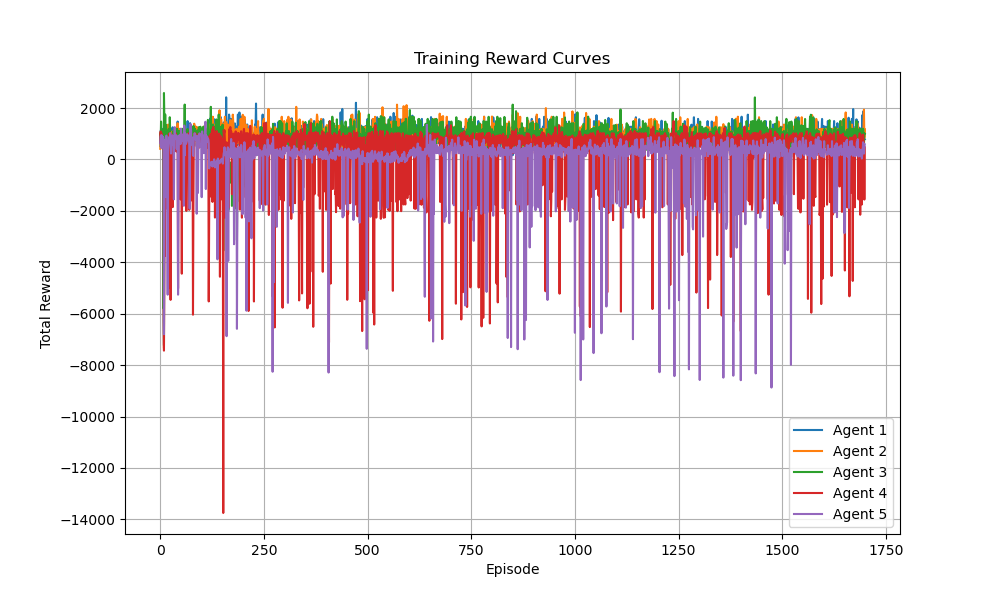 Training Reward Curves
Total Reward
2000
0
−2000
−4000
−6000
−8000
−10000
−12000
−14000
0
250
500
750
1000
1250
1500
1750
Episode
Agent 1
Agent 2
Agent 3
Agent 4
Agent 5